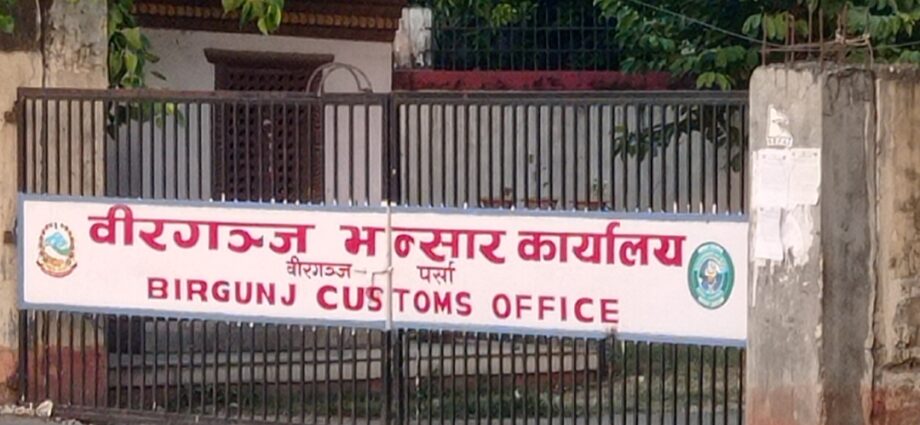 वीरगञ्ज भन्सार कार्यालय
वीरगञ्ज पर्सा
BIRGUNJ CUSTOMS OFFICE